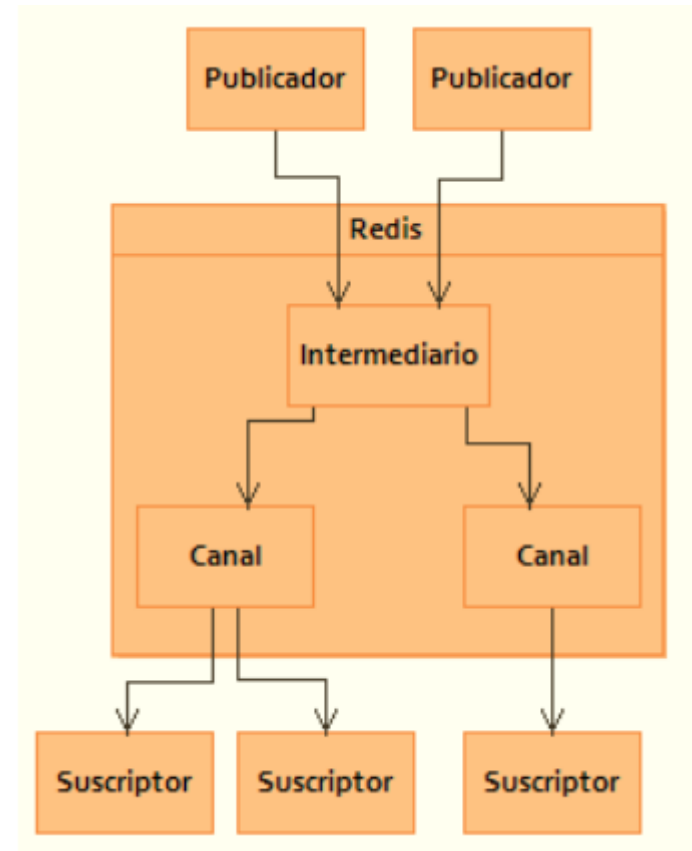 Publicador
Publicador
Redis
Intermediario
Canal
Canal
Suscriptor
Suscriptor
Suscriptor